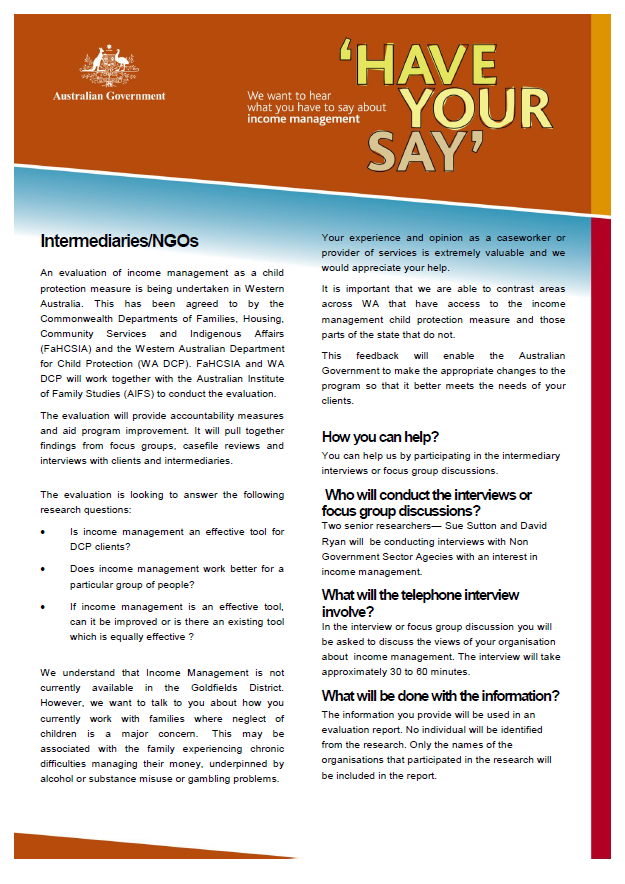 Australian Government
We want to hear
what you have to say about
income management
‘HAVE
YOUR
SAY’
Intermediaries/NGOs
An evaluation of income management as a child
protection measure is being undertaken in Western
Australia. This has been agreed to by the
Commonwealth Departments of Families, Housing,
Community Services and Indigenous Affairs
(FaHCSIA) and the Western Australian Department
for Child Protection (WA DCP). FaHCSIA and WA
DCP will work together with the Australian Institute
of Family Studies (AIFS) to conduct the evaluation.
The evaluation will provide accountability measures
and aid program improvement. It will pull together
findings from focus groups, casefile reviews and
interviews with clients and intermediaries.
The evaluation is looking to answer the following
research questions:
• Is income management an effective tool for
DCP clients?
• Does income management work better for a
particular group of people?
• If income management is an effective tool,
can it be improved or is there an existing tool
which is equally effective ?
We understand that Income Management is not
currently available in the Goldfields District.
However, we want to talk to you about how you
currently work with families where neglect of
children is a major concern. This may be
associated with the family experiencing chronic
difficulties managing their money, underpinned by
alcohol or substance misuse or gambling problems.
Your experience and opinion as a caseworker or
provider of services is extremely valuable and we
would appreciate your help.
It is important that we are able to contrast areas
across WA that have access to the income
management child protection measure and those
parts of the state that do not.
This feedback will enable the Australian
Government to make the appropriate changes to the
program so that it better meets the needs of your
clients.
How you can help?
You can help us by participating in the intermediary
interviews or focus group discussions.
Who will conduct the interviews or
focus group discussions?
Two senior researchers— Sue Sutton and David
Ryan will be conducting interviews with Non
Government Sector Agecies with an interest in
income management.
What will the telephone interview
involve?
In the interview or focus group discussion you will
be asked to discuss the views of your organisation
about income management. The interview will take
approximately 30 to 60 minutes.
What will be done with the information?
The information you provide will be used in an
evaluation report. No individual will be identified
from the research. Only the names of the
organisations that participated in the research will
be included in the report.